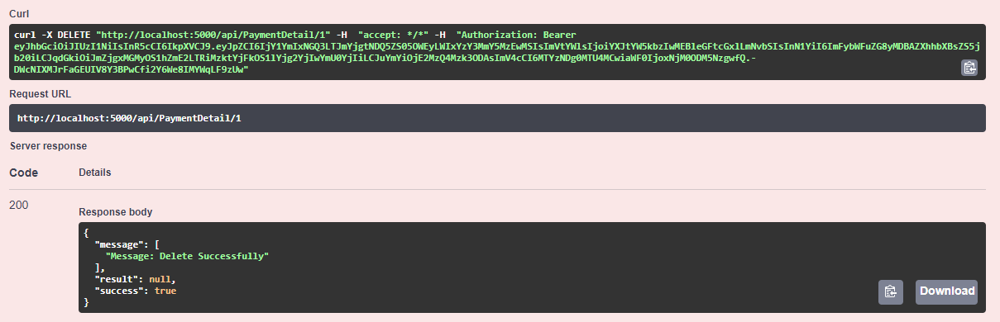 Curl
curl -X DELETE "http://localhost:5000/api/PaymentDetail/1" -H  "accept: */*" -H  "Authorization: Bearer
eyJhbGciOiJIUzI1NiIsInR5cCI6IkpXVCJ9.eyJpZCI6IjY1YmIxNGQ3LTJmYjgtNDQ5ZS05OWEyLWIxYzY3MmY5MzEwMSIsImVtYWlsIjoiYXJtYW5kbzIwMEBleGFtcGxlLmNvbSIsInN1YiI6ImFybWFuZG8yMDBAZXhhbXBsZS5j
b20iLCJqdGkiOiJmZjgxMGMyOS1hZmE2LTRiMzktYjFkOS1lYjg2YjIwYmU0YjIiLCJuYmYiOjE2MzQ4Mzk3ODAsImV4cCI6MTYzNDg0MTU4MCwiaWF0IjoxNjM0ODM5NzgwfQ.-
DWcNIXMJrFaGEUIV8Y3BPwCfi2Y6We8IMYWqLF9zUw"
Request URL
http://localhost:5000/api/PaymentDetail/1
Server response
Code Details
200
Response body
{
  "message": [
    "Message: Delete Successfully"
  ],
  "result": null,
  "success": true
}
Download